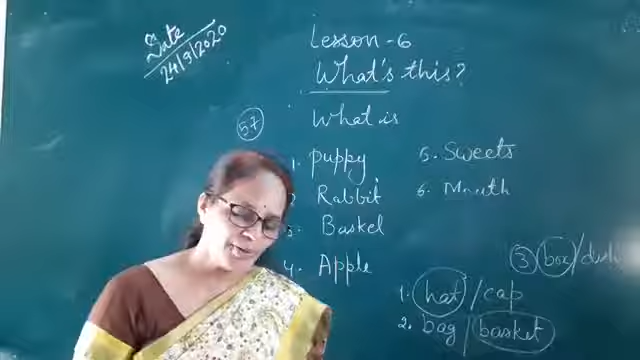 Date
24/9/2020
Lesson - 6
What's this?
What is
57
1. Puppy
2. Rabbit
3. Basket
4. Apple
5. Sweets
6. Mouth
1. hat / cap
2. bag / basket
3 box /